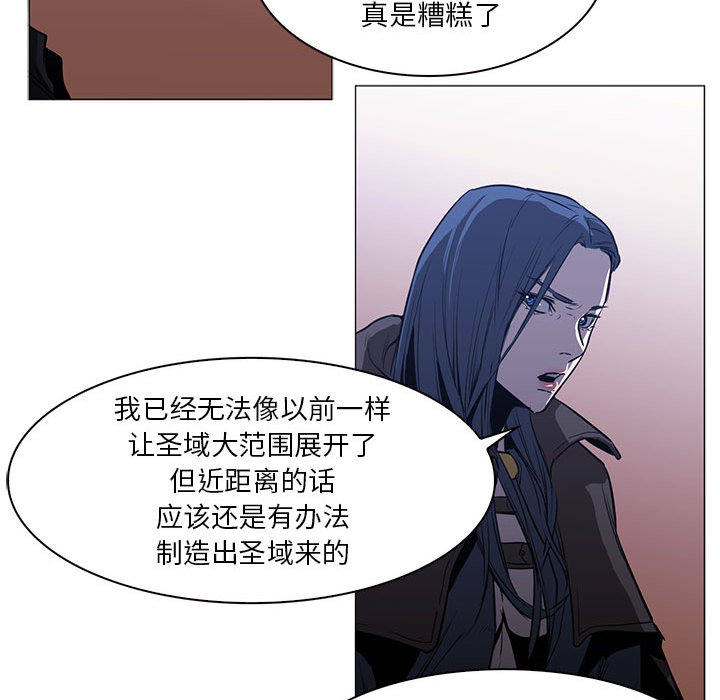 真是糟糕了
我已经无法像以前一样
让圣域大范围展开了
但近距离的话
应该还是有办法
制造出圣域来的